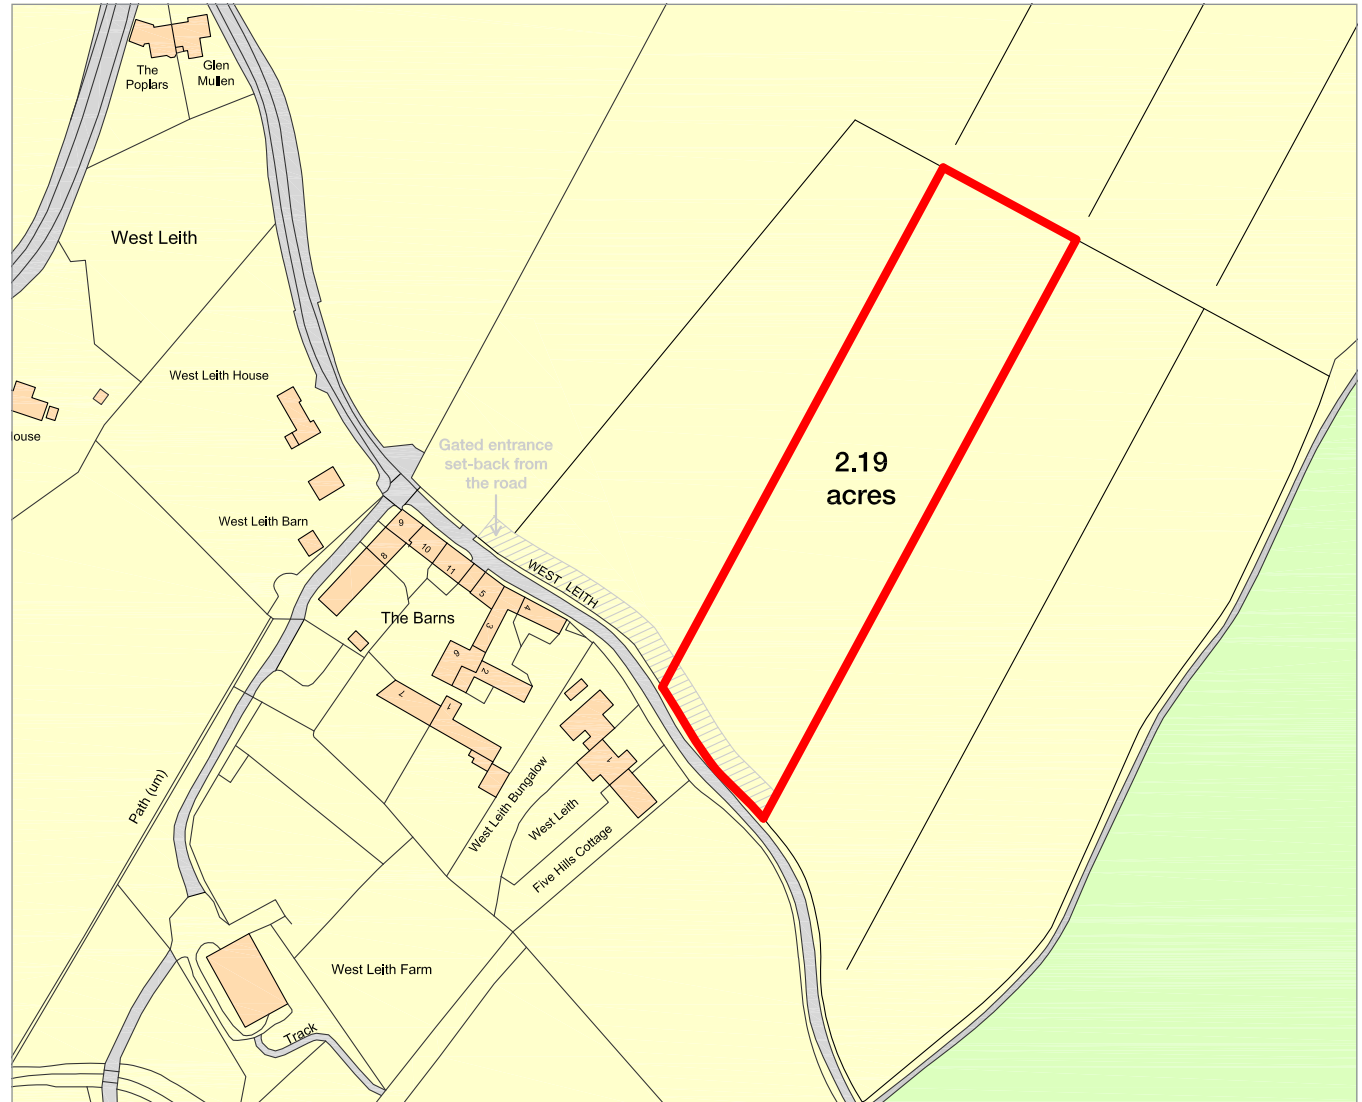 The
Poplars
Glen
Mullen
West Leith
West Leith House
ouse
Gated entrance
set-back from
the road
2.19
acres
West Leith Barn
9
10
11
8
5
4
WEST LEITH
The Barns
3
6
2
7
1
1
West Leith Bungalow
West Leith
Five Hills Cottage
Path (um)
West Leith Farm
Track